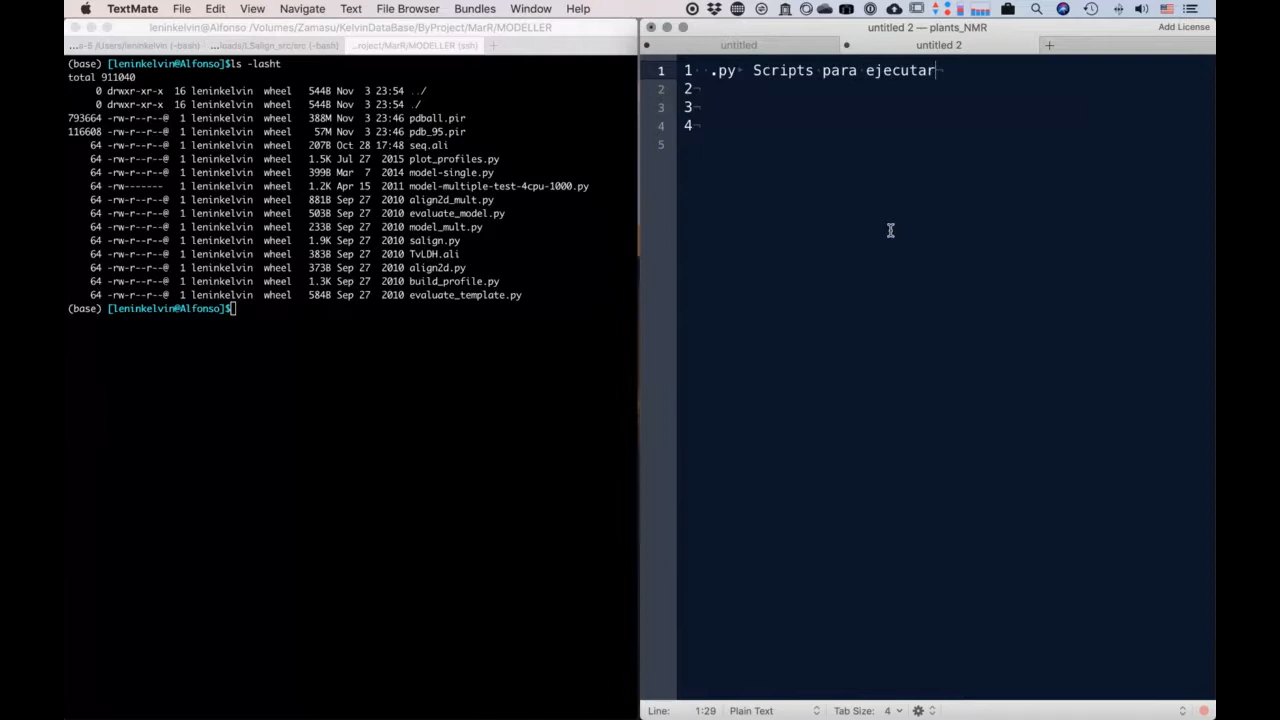 TextMate File Edit View Navigate Text File Browser Bundles Window Help
leninkelvin@Alfonso /Volumes/Zamasu/KelvinDataBase/ByProject/MarR/MODELLER
...s-5 /Users/leninkelvin (-bash) ...loads/LSalign_src/src (-bash) ...roject/MarR/MODELLER (ssh) +
(base) [leninkelvin@Alfonso]$ls -lasht
total 911040
0 drwxr-xr-x 16 leninkelvin wheel 544B Nov 3 23:54 ../
0 drwxr-xr-x 16 leninkelvin wheel 544B Nov 3 23:54 ./
793664 -rw-r--r--@ 1 leninkelvin wheel 388M Nov 3 23:46 pdball.pir
116608 -rw-r--r--@ 1 leninkelvin wheel 57M Nov 3 23:46 pdb_95.pir
64 -rw-r--r--@ 1 leninkelvin wheel 207B Oct 28 17:48 seq.ali
64 -rw-r--r--@ 1 leninkelvin wheel 1.5K Jul 27 2015 plot_profiles.py
64 -rw-r--r--@ 1 leninkelvin wheel 399B Mar 7 2014 model-single.py
64 -rw------- 1 leninkelvin wheel 1.2K Apr 15 2011 model-multiple-test-4cpu-1000.py
64 -rw-r--r--@ 1 leninkelvin wheel 881B Sep 27 2010 align2d_mult.py
64 -rw-r--r--@ 1 leninkelvin wheel 503B Sep 27 2010 evaluate_model.py
64 -rw-r--r--@ 1 leninkelvin wheel 233B Sep 27 2010 model_mult.py
64 -rw-r--r--@ 1 leninkelvin wheel 1.9K Sep 27 2010 salign.py
64 -rw-r--r--@ 1 leninkelvin wheel 383B Sep 27 2010 TvLDH.ali
64 -rw-r--r--@ 1 leninkelvin wheel 373B Sep 27 2010 align2d.py
64 -rw-r--r--@ 1 leninkelvin wheel 1.3K Sep 27 2010 build_profile.py
64 -rw-r--r--@ 1 leninkelvin wheel 584B Sep 27 2010 evaluate_template.py
(base) [leninkelvin@Alfonso]$
untitled 2 — plants_NMR Add License
untitled untitled 2 +
1 1 .py Scripts para ejecutar
2 2
3 3
4 4
5
Line: 1:29 Plain Text Tab Size: 4